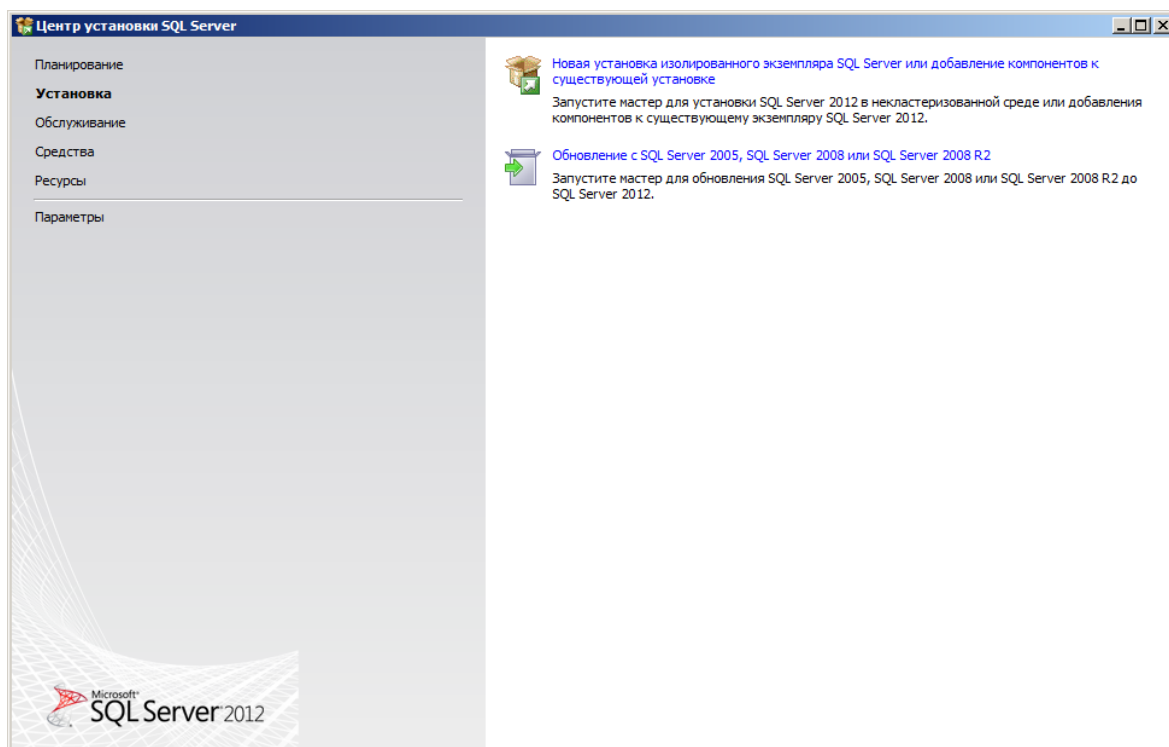 Центр установки SQL Server
Планирование
Установка
Обслуживание
Средства
Ресурсы
Параметры
Новая установка изолированного экземпляра SQL Server или добавление компонентов к
существующей установке
Запустите мастер для установки SQL Server 2012 в некластеризованной среде или добавления
компонентов к существующему экземпляру SQL Server 2012.
Обновление с SQL Server 2005, SQL Server 2008 или SQL Server 2008 R2
Запустите мастер для обновления SQL Server 2005, SQL Server 2008 или SQL Server 2008 R2 до
SQL Server 2012.
Microsoft
SQL Server 2012